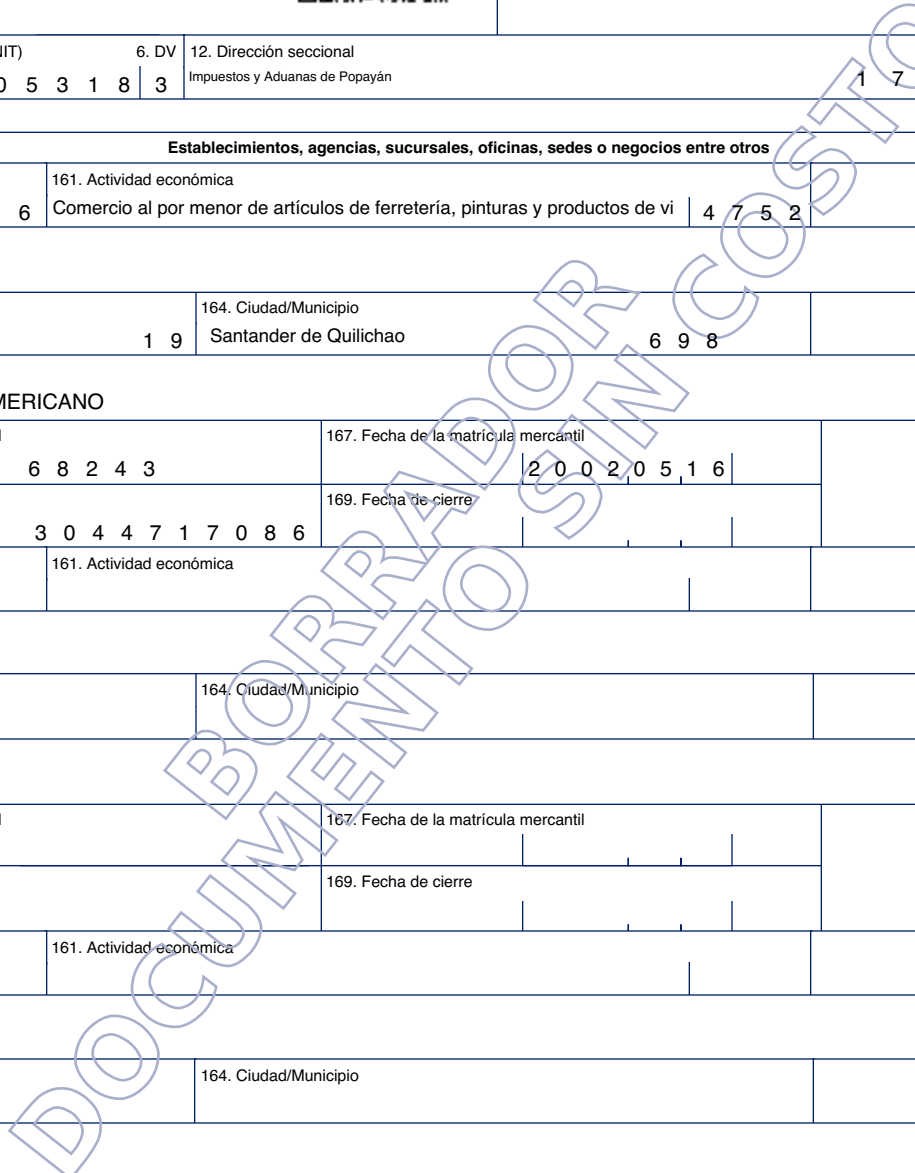 6. DV 12. Dirección seccional
5 3 1 8 3 Impuestos y Aduanas de Popayán 1 7
Establecimientos, agencias, sucursales, oficinas, sedes o negocios entre otros
161. Actividad económica
6 Comercio al por menor de artículos de ferretería, pinturas y productos de vi 4 7 5 2
164. Ciudad/Municipio
1 9 Santander de Quilichao 6 9 8
MERICANO
167. Fecha de la matrícula mercantil
6 8 2 4 3 2 0 0 2 0 5 1 6
169. Fecha de cierre
3 0 4 4 7 1 7 0 8 6
161. Actividad económica
164. Ciudad/Municipio
167. Fecha de la matrícula mercantil
169. Fecha de cierre
161. Actividad económica
164. Ciudad/Municipio
BORRADOR
DOCUMENTO SIN COSTO